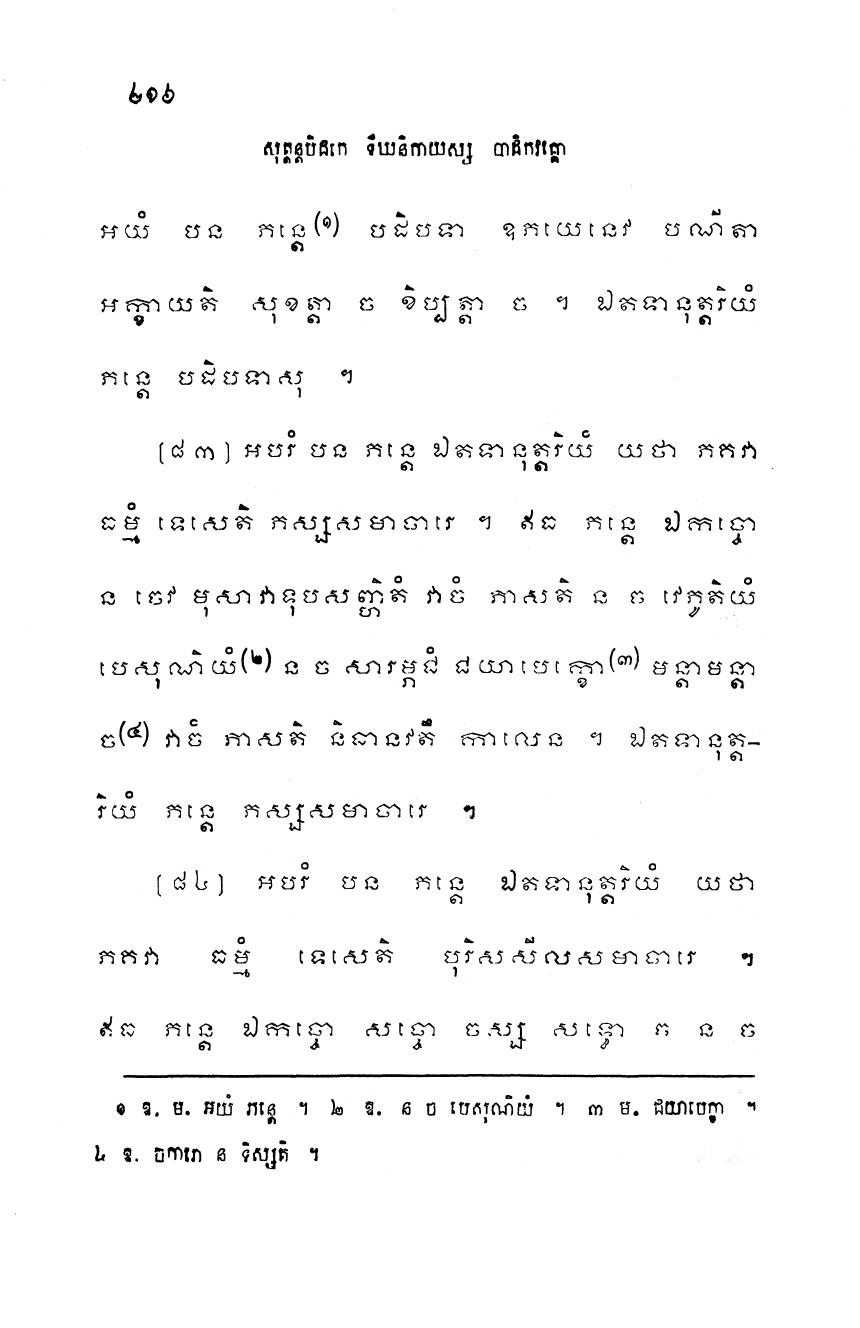 ២១៦
សុត្តន្តបិដកេ ទីឃនិកាយស្ស បាដិកវគ្គោ
អយំ បន ភន្តេ(១) បដិបទា ឧភយេនេវ បណីតា
អក្ខាយតិ សុខត្តា ច ខិប្បត្តា ច ។ ឯតទានុត្តរិយំ
ភន្តេ បដិបទាសុ ។
[៨៣] អបរំ បន ភន្តេ ឯតទានុត្តរិយំ យថា ភគវា
ធម្មំ ទេសេតិ ភស្សសមាចារេ ។ ឥធ ភន្តេ ឯកច្ចោ
ន ចេវ មុសាវាទុបសញ្ហិតំ វាចំ ភាសតិ ន ច វេភូតិយំ
បេសុណិយំ(២) ន ច សារម្ភជំ ជយាបេក្ខោ(៣) មន្តាមន្តា
ច(៤) វាចំ ភាសតិ និធានវតឹ កាលេន ។ ឯតទានុត្ត-
រិយំ ភន្តេ ភស្សសមាចារេ ។
[៨៤] អបរំ បន ភន្តេ ឯតទានុត្តរិយំ យថា
ភគវា ធម្មំ ទេសេតិ បុរិសសីលសមាចារេ ។
ឥធ ភន្តេ ឯកច្ចោ សច្ចោ ចស្ស សទ្ធោ ច ន ច
១ ឱ. ម. អយំ ភន្តេ ។ ២ ឱ. ន ច បេសុណិយំ ។ ៣ ម. ជយាបេក្ខា ។
៤ ឱ. ចការោ ន ទិស្សតិ ។